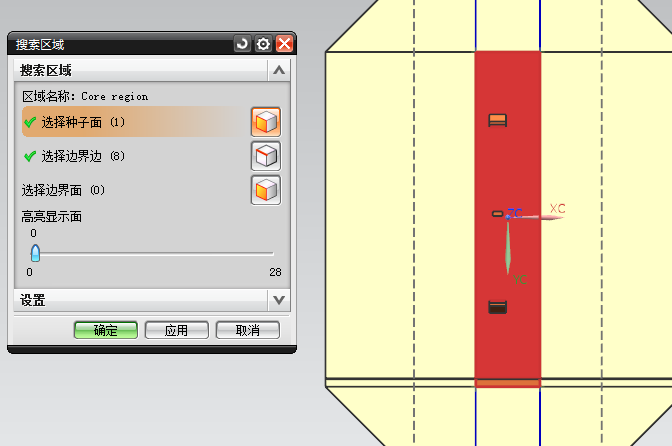 搜索区域
搜索区域
区域名称: Core region
选择种子面 (1)
选择边界边 (8)
选择边界面 (0)
高亮显示面
0
0 28
设置
确定 应用 取消
ZC XC
YC